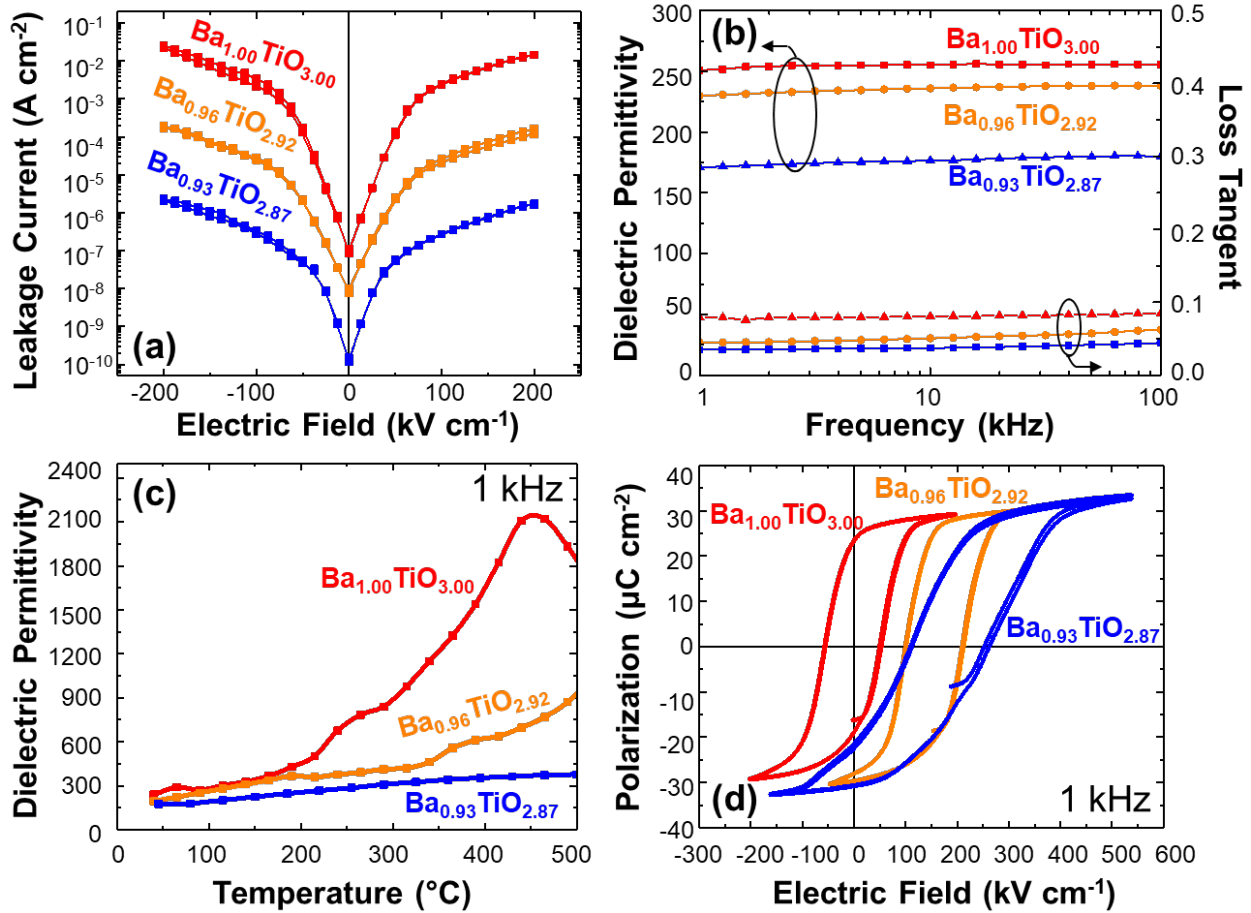 10⁻¹
10⁻²
10⁻³
10⁻⁴
10⁻⁵
10⁻⁶
10⁻⁷
10⁻⁸
10⁻⁹
10⁻¹⁰
Leakage Current (A cm⁻²)
Ba₁.₀₀TiO₃.₀₀
Ba₀.₉₆TiO₂.₉₂
Ba₀.₉₃TiO₂.₈₇
(a)
-200 -100 0 100 200
Electric Field (kV cm⁻¹)
300
250
200
150
100
50
0
Dielectric Permittivity
(b)
Ba₁.₀₀TiO₃.₀₀
Ba₀.₉₆TiO₂.₉₂
Ba₀.₉₃TiO₂.₈₇
0.5
0.4
0.3
0.2
0.1
0.0
Loss Tangent
1 10 100
Frequency (kHz)
2400
2100
1800
1500
1200
900
600
300
0
Dielectric Permittivity
(c)
1 kHz
Ba₁.₀₀TiO₃.₀₀
Ba₀.₉₆TiO₂.₉₂
Ba₀.₉₃TiO₂.₈₇
0 100 200 300 400 500
Temperature (°C)
40
30
20
10
0
-10
-20
-30
-40
Polarization (µC cm⁻²)
Ba₁.₀₀TiO₃.₀₀
Ba₀.₉₆TiO₂.₉₂
Ba₀.₉₃TiO₂.₈₇
(d)
1 kHz
-300 -200 -100 0 100 200 300 400 500 600
Electric Field (kV cm⁻¹)